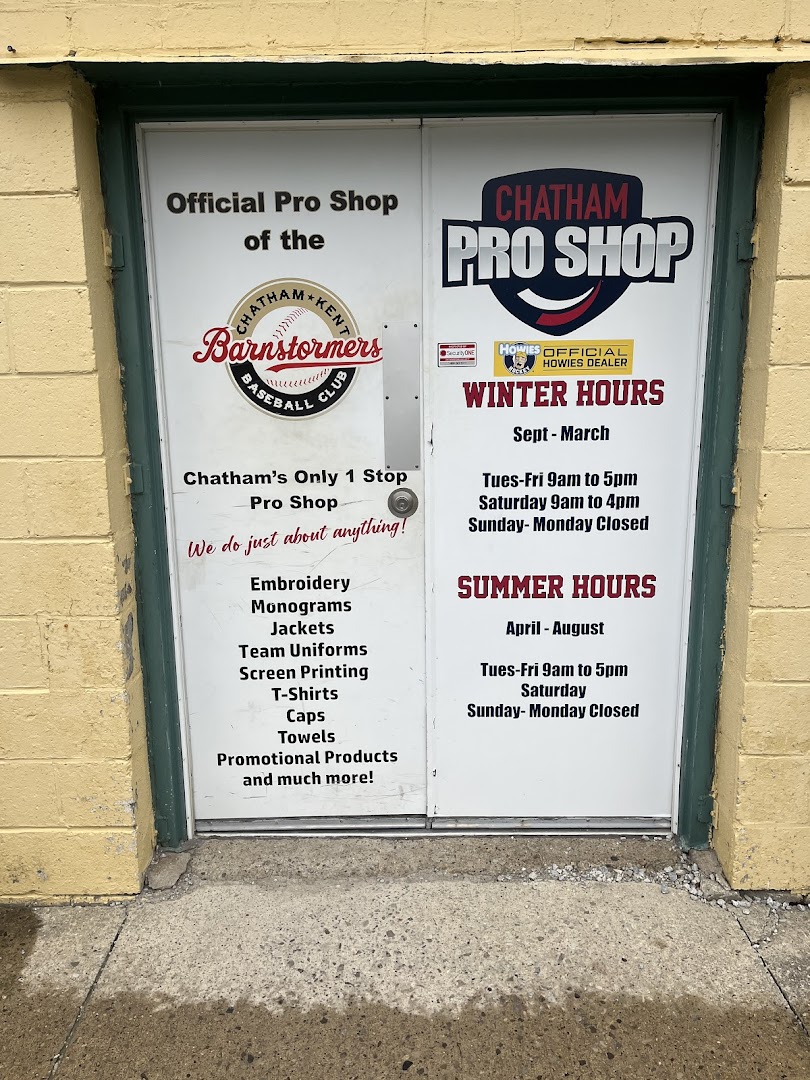 Official Pro Shop
of the
CHATHAM★KENT
Barnstormers
BASEBALL CLUB
Chatham's Only 1 Stop
Pro Shop
We do just about anything!
Embroidery
Monograms
Jackets
Team Uniforms
Screen Printing
T-Shirts
Caps
Towels
Promotional Products
and much more!
CHATHAM
PRO SHOP
SecurityONE
HOWIES
HOCKEY
OFFICIAL
HOWIES DEALER
WINTER HOURS
Sept - March
Tues-Fri 9am to 5pm
Saturday 9am to 4pm
Sunday- Monday Closed
SUMMER HOURS
April - August
Tues-Fri 9am to 5pm
Saturday
Sunday- Monday Closed